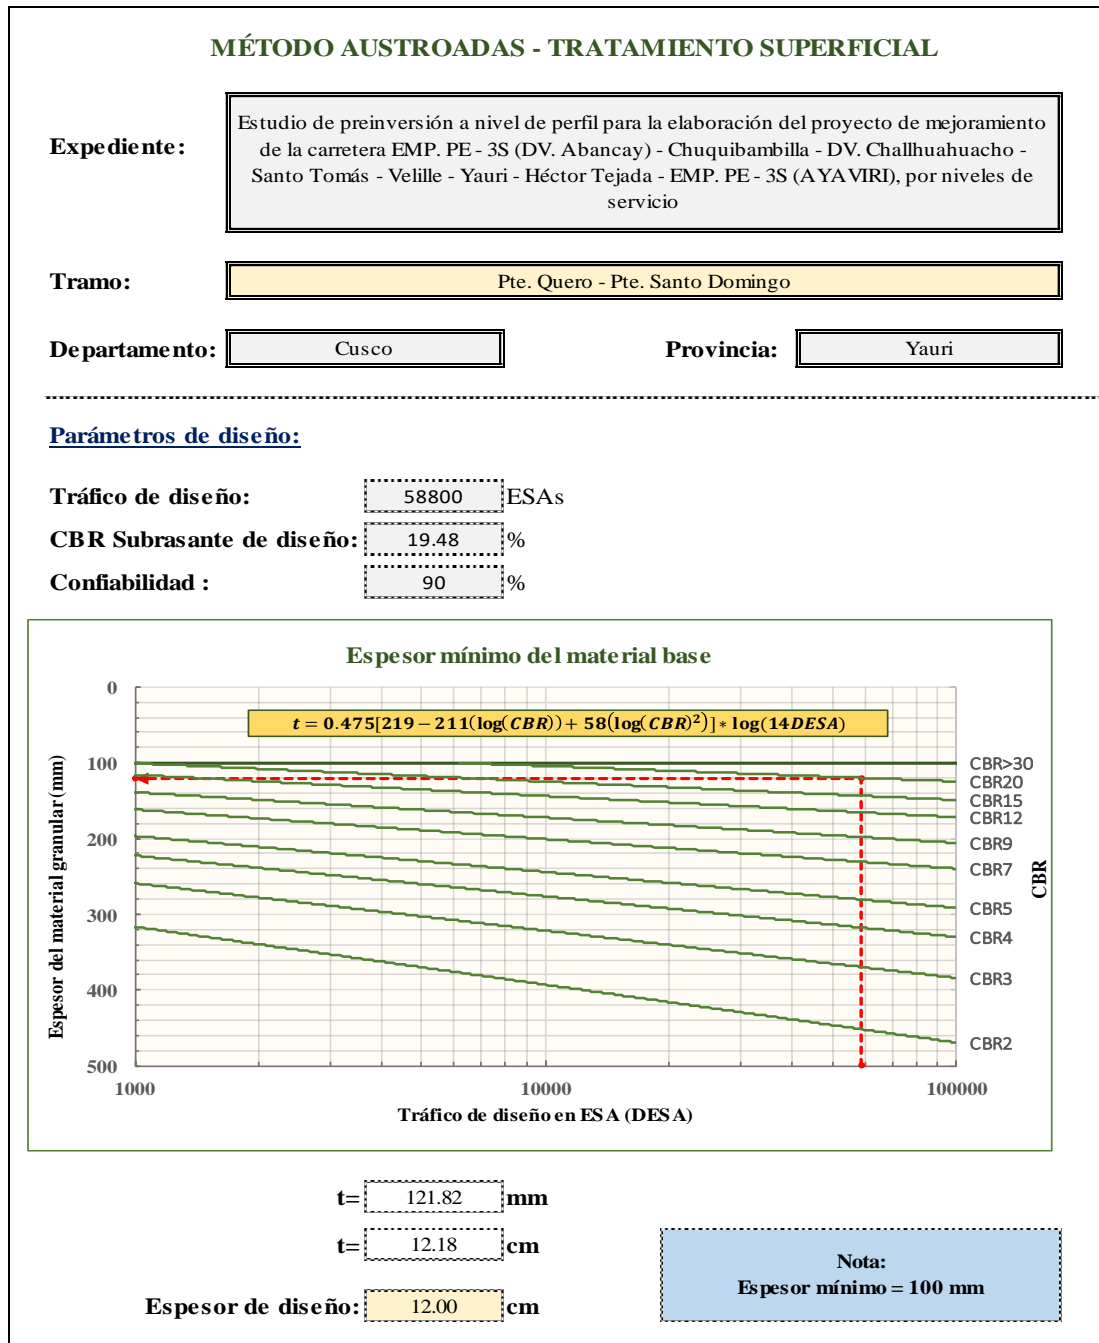 MÉTODO AUSTROADAS - TRATAMIENTO SUPERFICIAL
Expediente:
Estudio de preinversión a nivel de perfil para la elaboración del proyecto de mejoramiento
de la carretera EMP. PE - 3S (DV. Abancay) - Chuquibambilla - DV. Challhuahuacho -
Santo Tomás - Velille - Yauri - Héctor Tejada - EMP. PE - 3S (AYAVIRI), por niveles de
servicio
Tramo: Pte. Quero - Pte. Santo Domingo
Departamento: Cusco Provincia: Yauri
Parámetros de diseño:
Tráfico de diseño: 58800 ESAs
CBR Subrasante de diseño: 19.48 %
Confiabilidad : 90 %
Espesor mínimo del material base
t = 0.475[219 − 211(log(CBR)) + 58(log(CBR)²)] ∗ log(14DESA)
Espesor del material granular (mm)
0
100
200
300
400
500
CBR>30
CBR20
CBR15
CBR12
CBR9
CBR7
CBR5
CBR4
CBR3
CBR2
CBR
1000 10000 100000
Tráfico de diseño en ESA (DESA)
t= 121.82 mm
t= 12.18 cm
Espesor de diseño: 12.00 cm
Nota:
Espesor mínimo = 100 mm